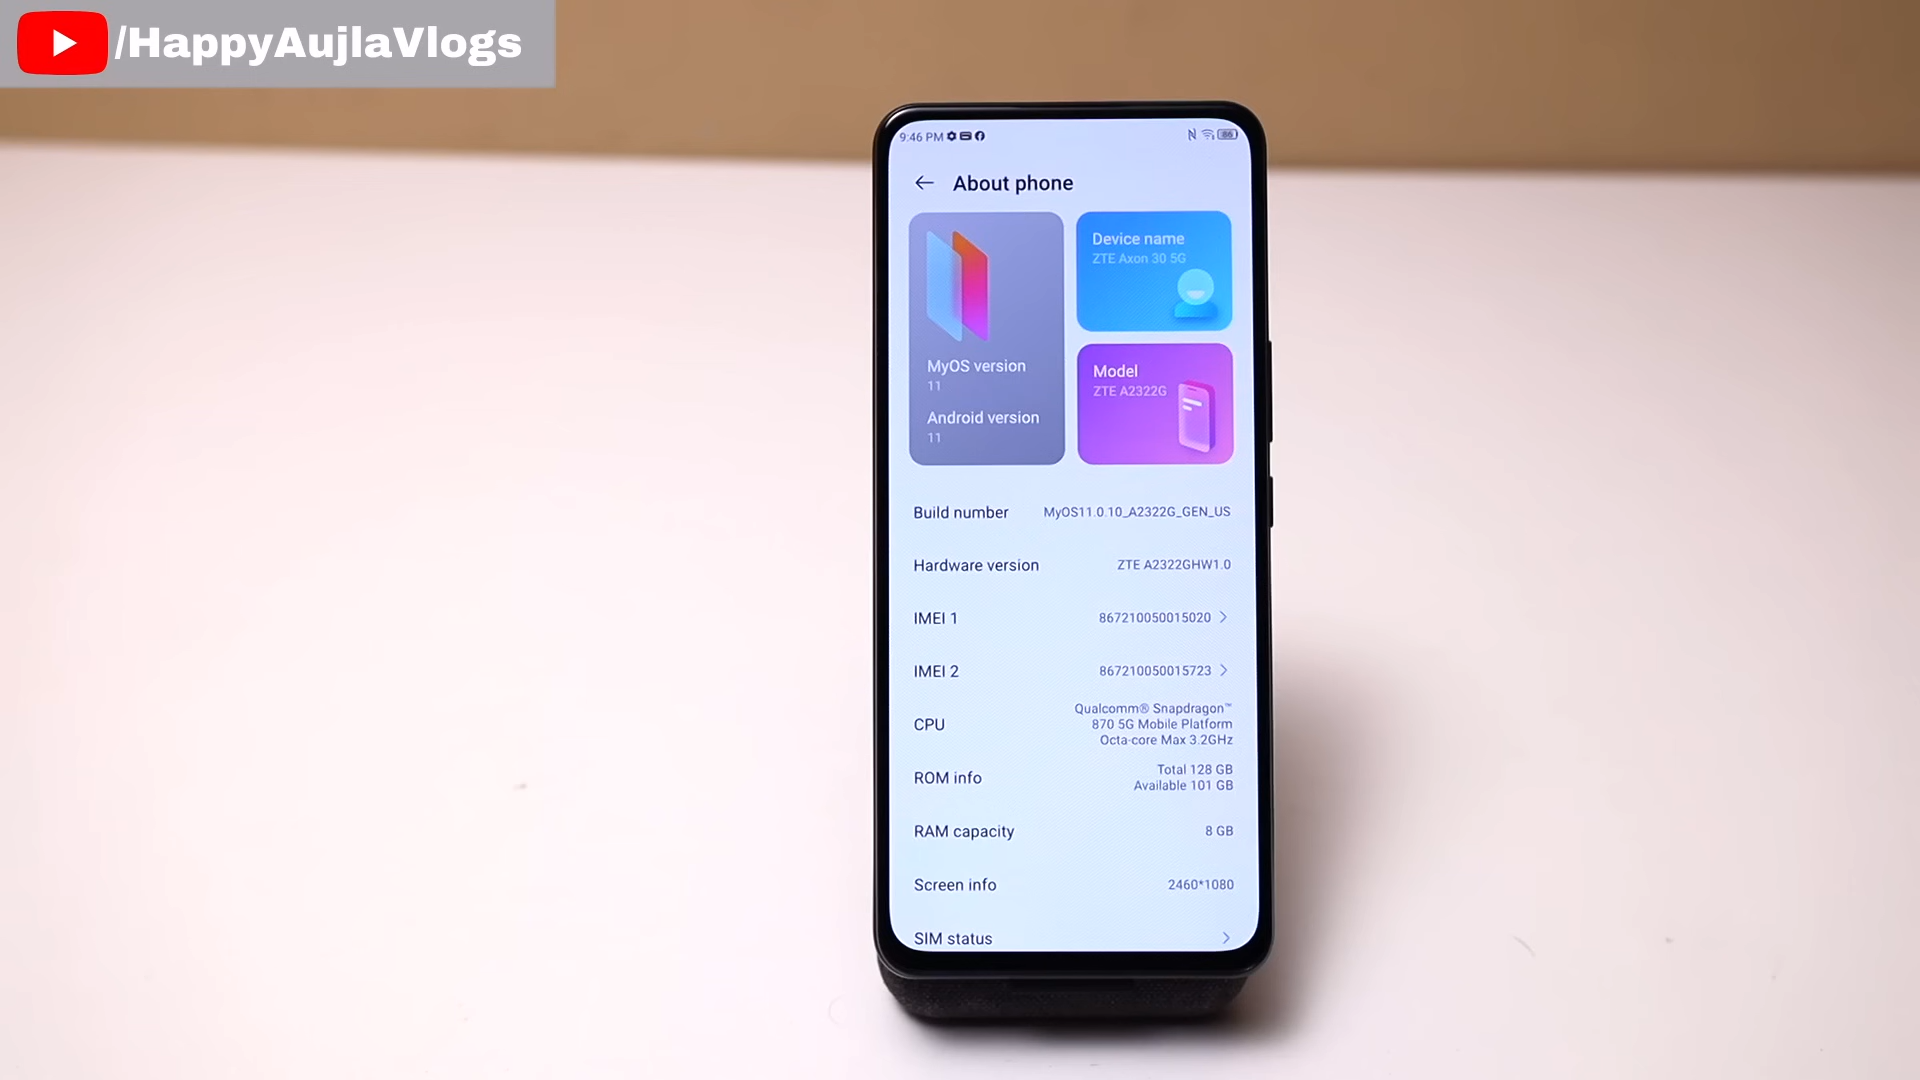 /HappyAujlaVlogs
9:46 PM
86
About phone
MyOS version
11
Android version
11
Device name
ZTE Axon 30 5G
Model
ZTE A2322G
Build number MyOS11.0.10_A2322G_GEN_US
Hardware version ZTE A2322GHW1.0
IMEI 1 867210050015020
IMEI 2 867210050015723
CPU
Qualcomm® Snapdragon™
870 5G Mobile Platform
Octa-core Max 3.2GHz
ROM info
Total 128 GB
Available 101 GB
RAM capacity 8 GB
Screen info 2460*1080
SIM status